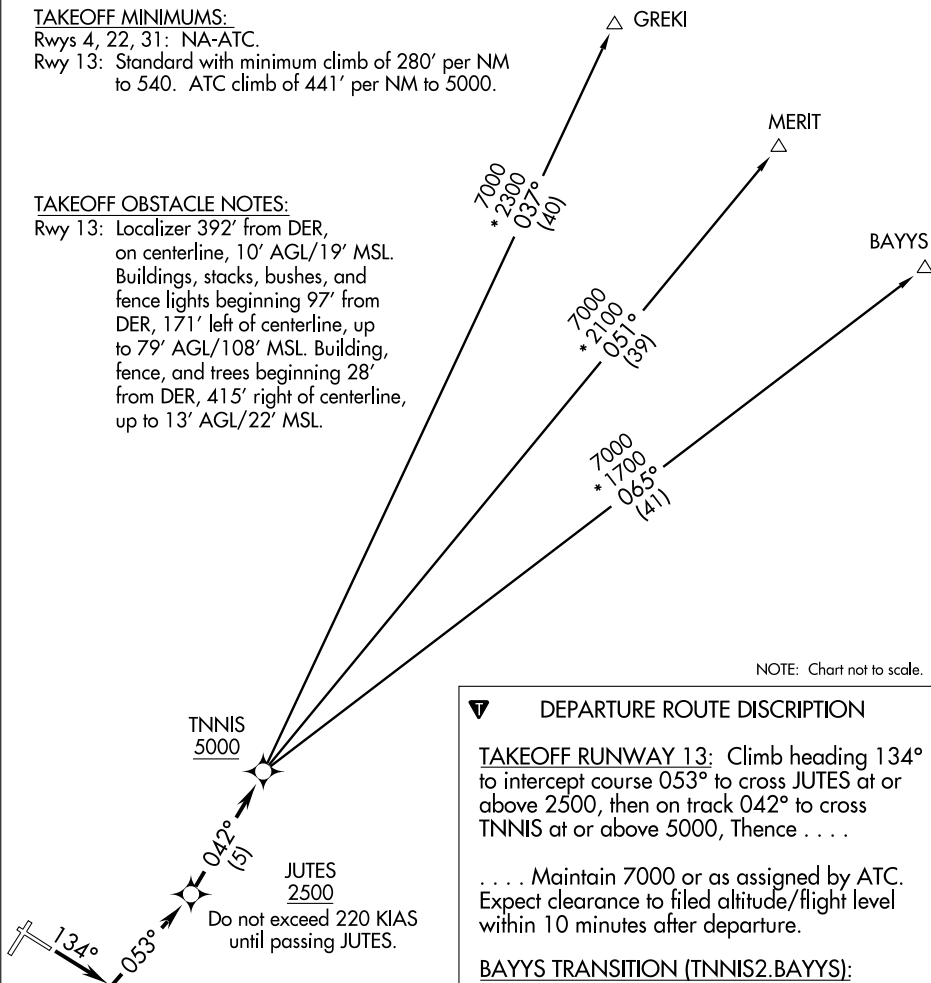 TAKEOFF MINIMUMS:
Rwys 4, 22, 31: NA-ATC.
Rwy 13: Standard with minimum climb of 280' per NM
to 540. ATC climb of 441' per NM to 5000.
TAKEOFF OBSTACLE NOTES:
Rwy 13: Localizer 392' from DER,
on centerline, 10' AGL/19' MSL.
Buildings, stacks, bushes, and
fence lights beginning 97' from
DER, 171' left of centerline, up
to 79' AGL/108' MSL. Building,
fence, and trees beginning 28'
from DER, 415' right of centerline,
up to 13' AGL/22' MSL.
GREKI
7000
* 2300
037°
(40)
MERIT
7000
* 2100
051°
(39)
BAYYS
7000
* 1700
065°
(41)
NOTE: Chart not to scale.
TNNIS
5000
042°
(5)
JUTES
2500
Do not exceed 220 KIAS
until passing JUTES.
134°
053°
T DEPARTURE ROUTE DISCRIPTION
TAKEOFF RUNWAY 13: Climb heading 134°
to intercept course 053° to cross JUTES at or
above 2500, then on track 042° to cross
TNNIS at or above 5000, Thence . . . .
. . . . Maintain 7000 or as assigned by ATC.
Expect clearance to filed altitude/flight level
within 10 minutes after departure.
BAYYS TRANSITION (TNNIS2.BAYYS):